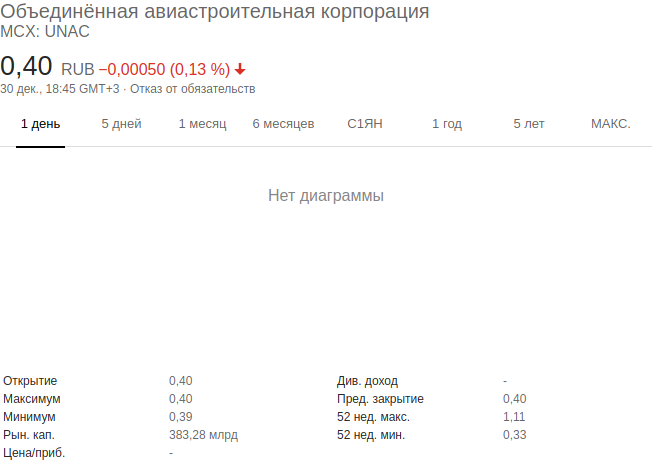 Объединённая авиастроительная корпорация
MCX: UNAC
0,40 RUB −0,00050 (0,13 %)
30 дек., 18:45 GMT+3 · Отказ от обязательств
1 день 5 дней 1 месяц 6 месяцев С1ЯН 1 год 5 лет МАКС.
Нет диаграммы
Открытие 0,40 Див. доход -
Максимум 0,40 Пред. закрытие 0,40
Минимум 0,39 52 нед. макс. 1,11
Рын. кап. 383,28 млрд 52 нед. мин. 0,33
Цена/приб. -